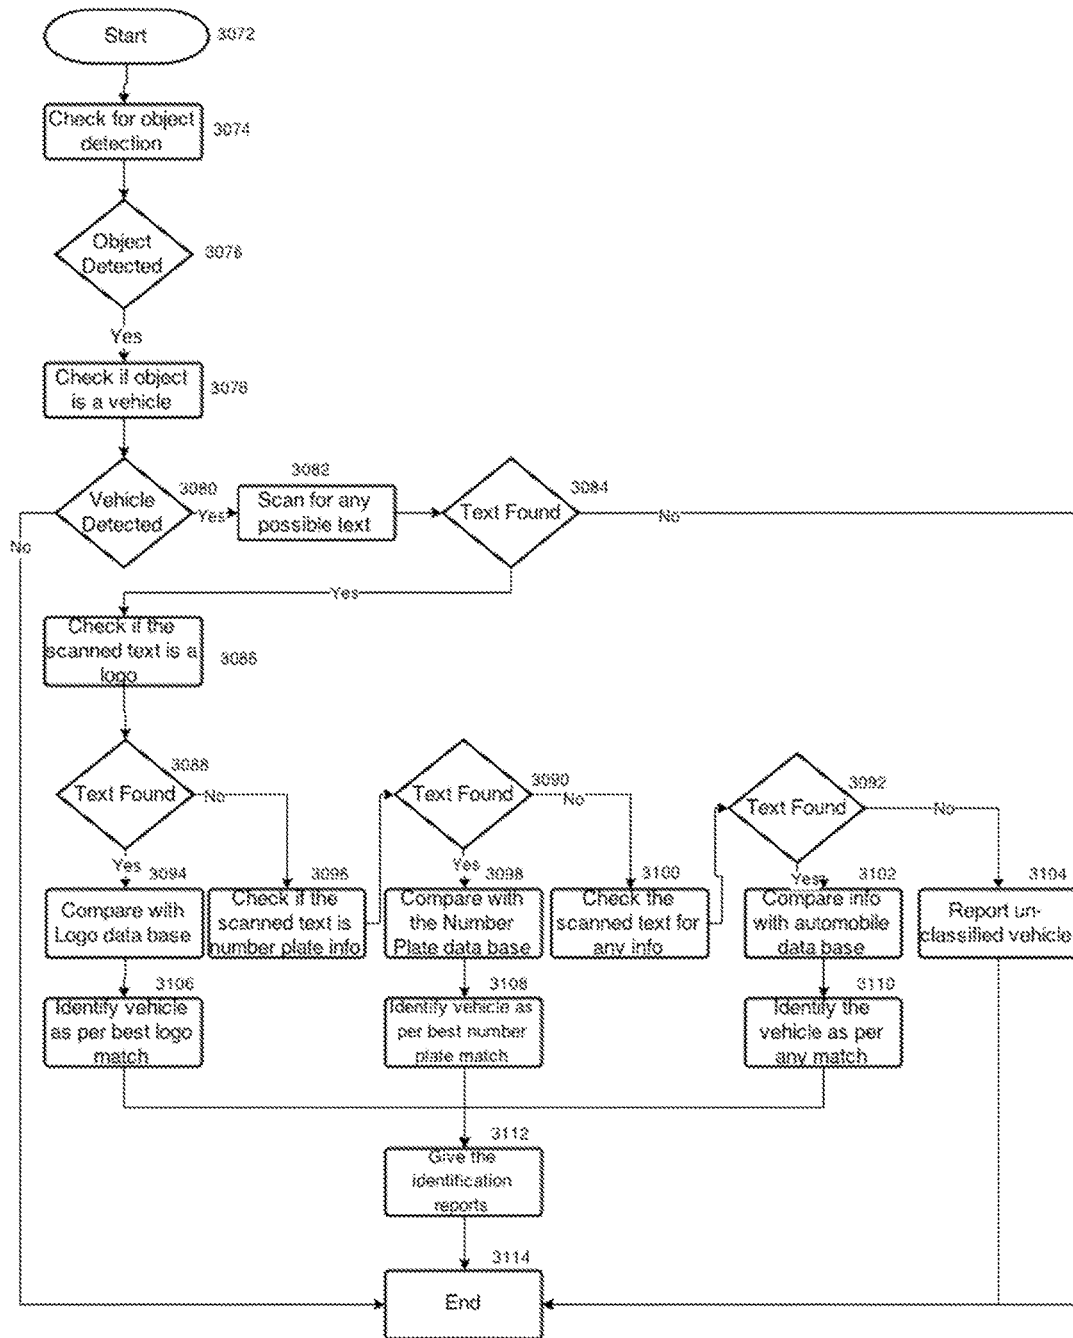 Start
3072
Check for object
detection
3074
Object
Detected
3076
Yes
Check if object
is a vehicle
3078
Vehicle
Detected
3080
Yes
No
3082
Scan for any
possible text
Text Found
3084
No
Yes
Check if the
scanned text is a
logo
3086
Text Found
3088
No
Yes
Text Found
3090
No
Yes
Text Found
3092
No
Yes
3094
Compare with
Logo data base
3096
Check if the
scanned text is
number plate info
3098
Compare with
the Number
Plate data base
3100
Check the
scanned text for
any info
3102
Compare info
with automobile
data base
3104
Report un-
classified vehicle
3106
Identify vehicle
as per best logo
match
3108
Identify vehicle as
per best number
plate match
3110
Identify the
vehicle as per
any match
3112
Give the
identification
reports
3114
End